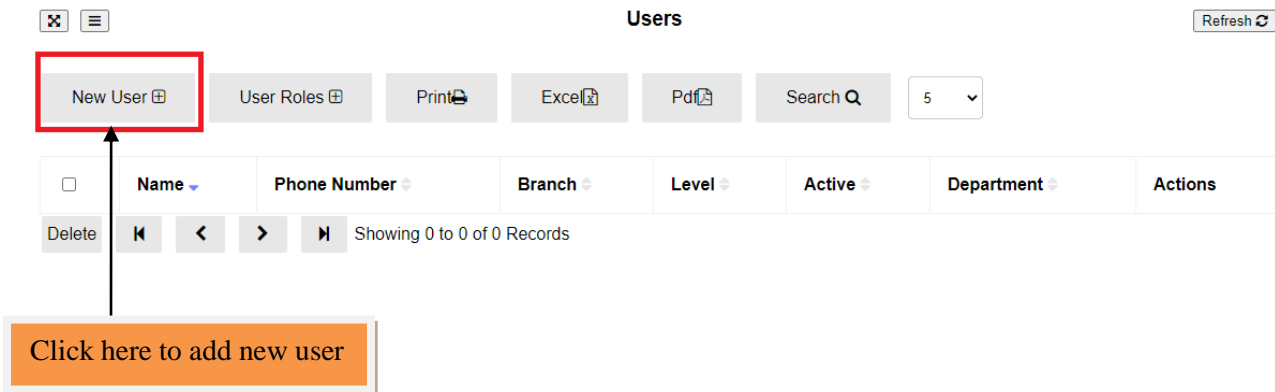 Users
Refresh
New User
User Roles
Print
Excel
Pdf
Search
5
Name
Phone Number
Branch
Level
Active
Department
Actions
Delete
Showing 0 to 0 of 0 Records
Click here to add new user